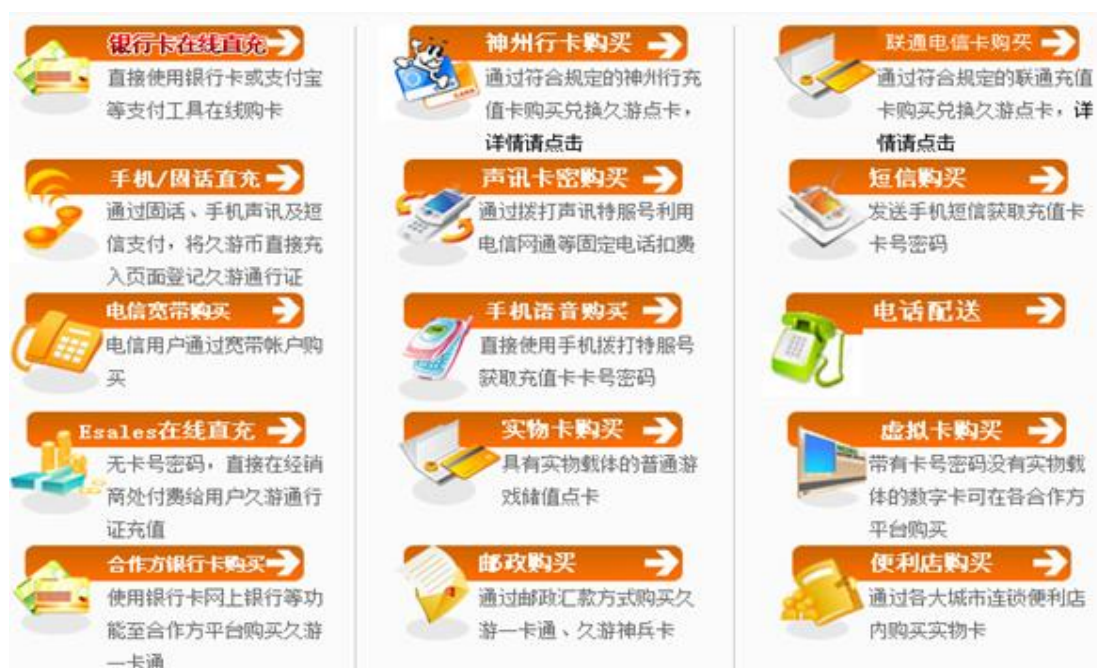 银行卡在线直充
直接使用银行卡或支付宝
等支付工具在线购卡
神州行卡购买
通过符合规定的神州行充
值卡购买兑换久游点卡，
详情请点击
联通电信卡购买
通过符合规定的联通充值
卡购买兑换久游点卡，详
情请点击
手机/固话直充
通过固话、手机声讯及短
信支付，将久游币直接充
入页面登记久游通行证
声讯卡密购买
通过拨打声讯特服号利用
电信网通等固定电话扣费
短信购买
发送手机短信获取充值卡
卡号密码
电信宽带购买
电信用户通过宽带帐户购
买
手机语音购买
直接使用手机拨打特服号
获取充值卡卡号密码
电话配送
Esales在线直充
无卡号密码，直接在经销
商处付费给用户久游通行
证充值
实物卡购买
具有实物载体的普通游
戏储值点卡
虚拟卡购买
带有卡号密码没有实物载
体的数字卡可在各合作方
平台购买
合作方银行卡购买
使用银行卡网上银行等功
能至合作方平台购买久游
一卡通
邮政购买
通过邮政汇款方式购买久
游一卡通、久游神兵卡
便利店购买
通过各大城市连锁便利店
内购买实物卡